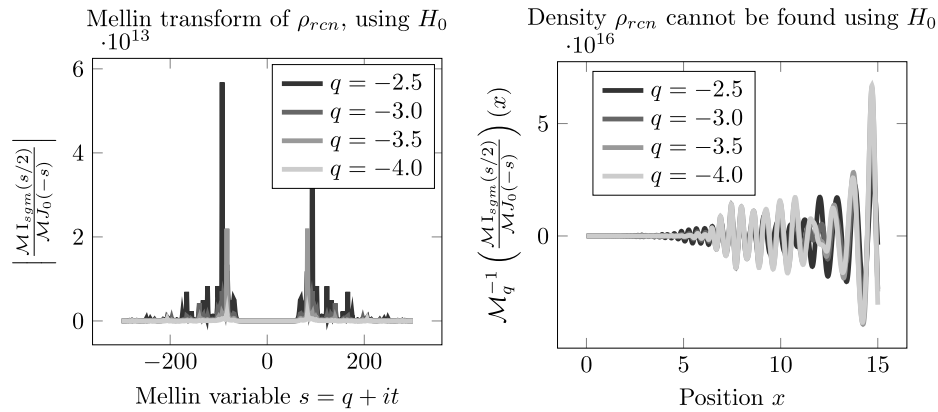 Mellin transform of ρ_rcn, using H_0
·10^13
6
4
2
0
−200
0
200
Mellin variable s = q + it
|MI_sgm(s/2) / MJ_0(−s)|
q = −2.5
q = −3.0
q = −3.5
q = −4.0
Density ρ_rcn cannot be found using H_0
·10^16
5
0
0
5
10
15
Position x
M_q^−1 (MI_sgm(s/2) / MJ_0(−s)) (x)
q = −2.5
q = −3.0
q = −3.5
q = −4.0